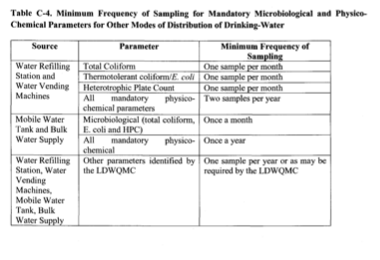 Table C-4. Minimum Frequency of Sampling for Mandatory Microbiological and Physico-
Chemical Parameters for Other Modes of Distribution of Drinking-Water
Source Parameter Minimum Frequency of
Sampling
Water Refilling
Station and
Water Vending
Machines
Total Coliform One sample per month
Thermotolerant coliform/E. coli One sample per month
Heterotrophic Plate Count One sample per month
All mandatory physico-
chemical parameters
Two samples per year
Mobile Water
Tank and Bulk
Water Supply
Microbiological (total coliform,
E. coli and HPC)
Once a month
All mandatory physico-
chemical
Once a year
Water Refilling
Station, Water
Vending
Machines,
Mobile Water
Tank, Bulk
Water Supply
Other parameters identified by
the LDWQMC
One sample per year or as may be
required by the LDWQMC